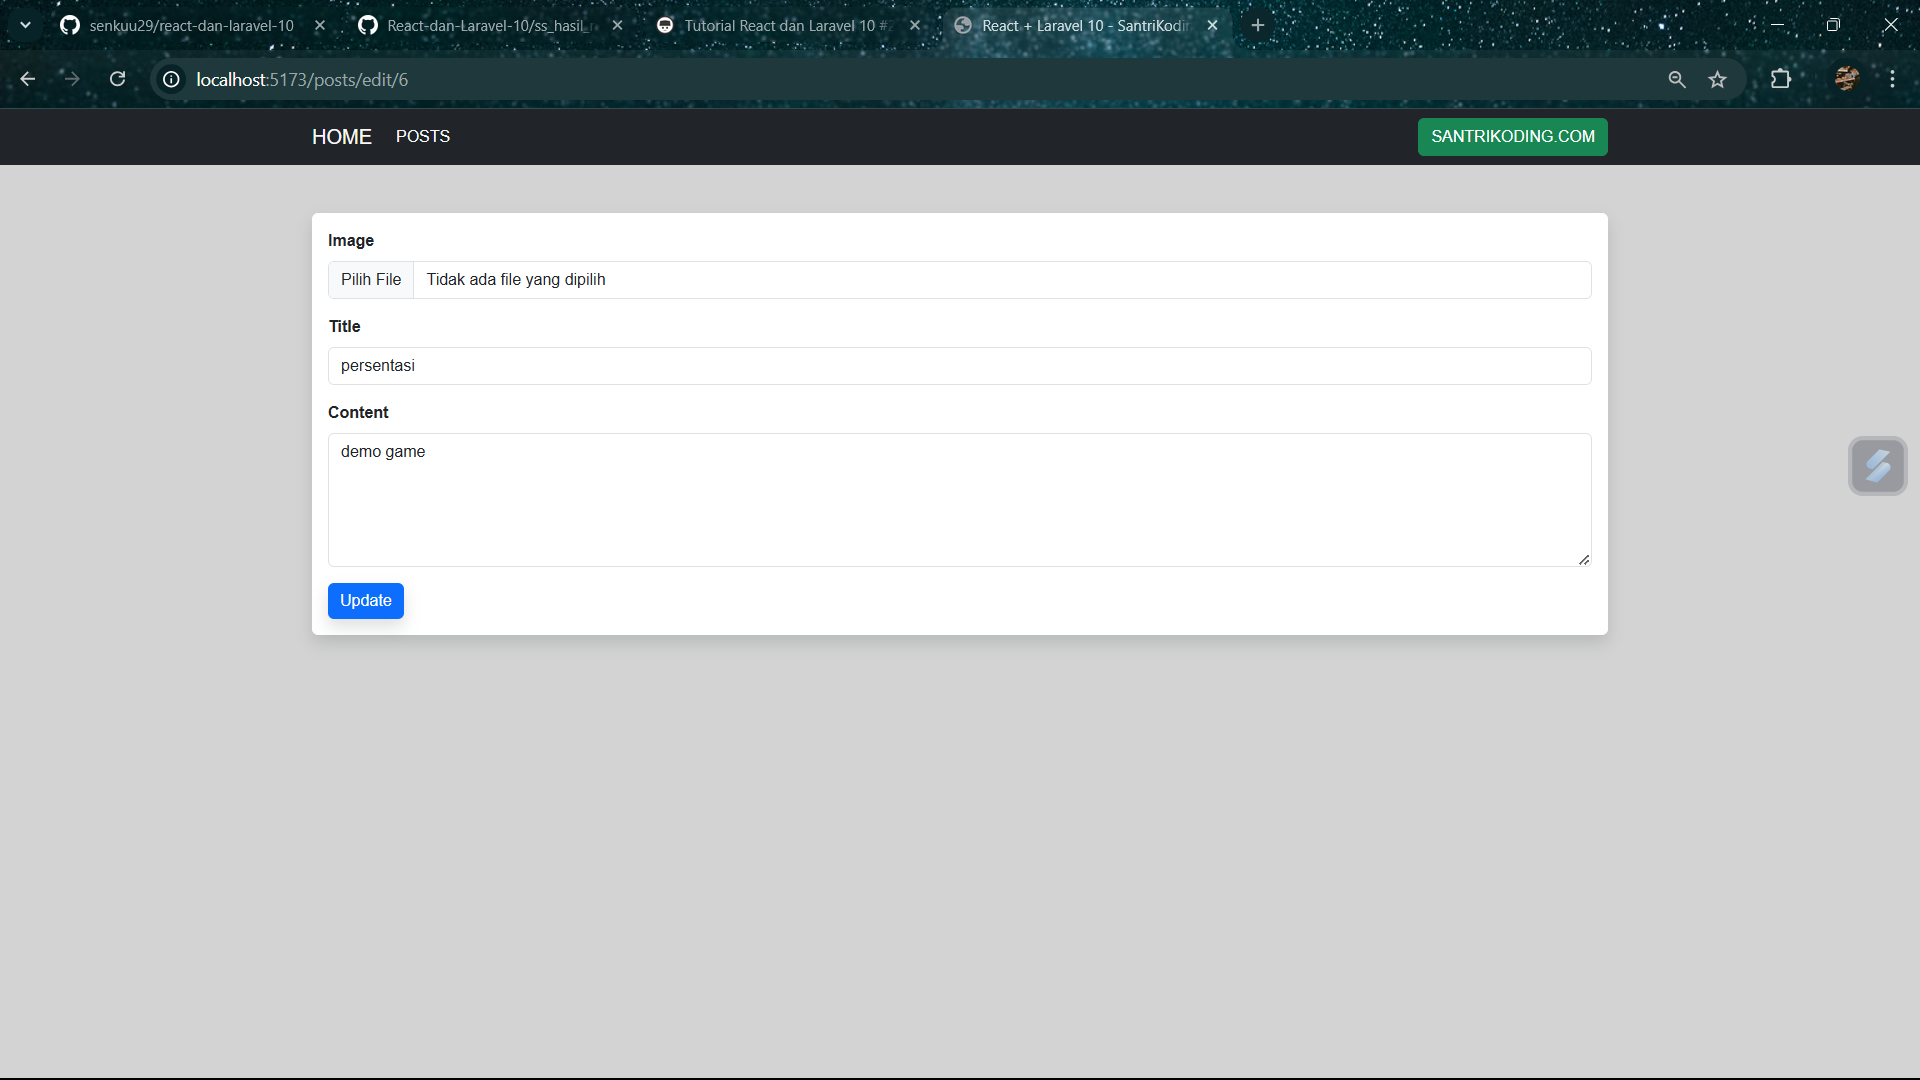 senkuu29/react-dan-laravel-10
React-dan-Laravel-10/ss_hasil_
Tutorial React dan Laravel 10 #
React + Laravel 10 - SantriKodin
localhost:5173/posts/edit/6
HOME
POSTS
SANTRIKODING.COM
Image
Pilih File
Tidak ada file yang dipilih
Title
persentasi
Content
demo game
Update